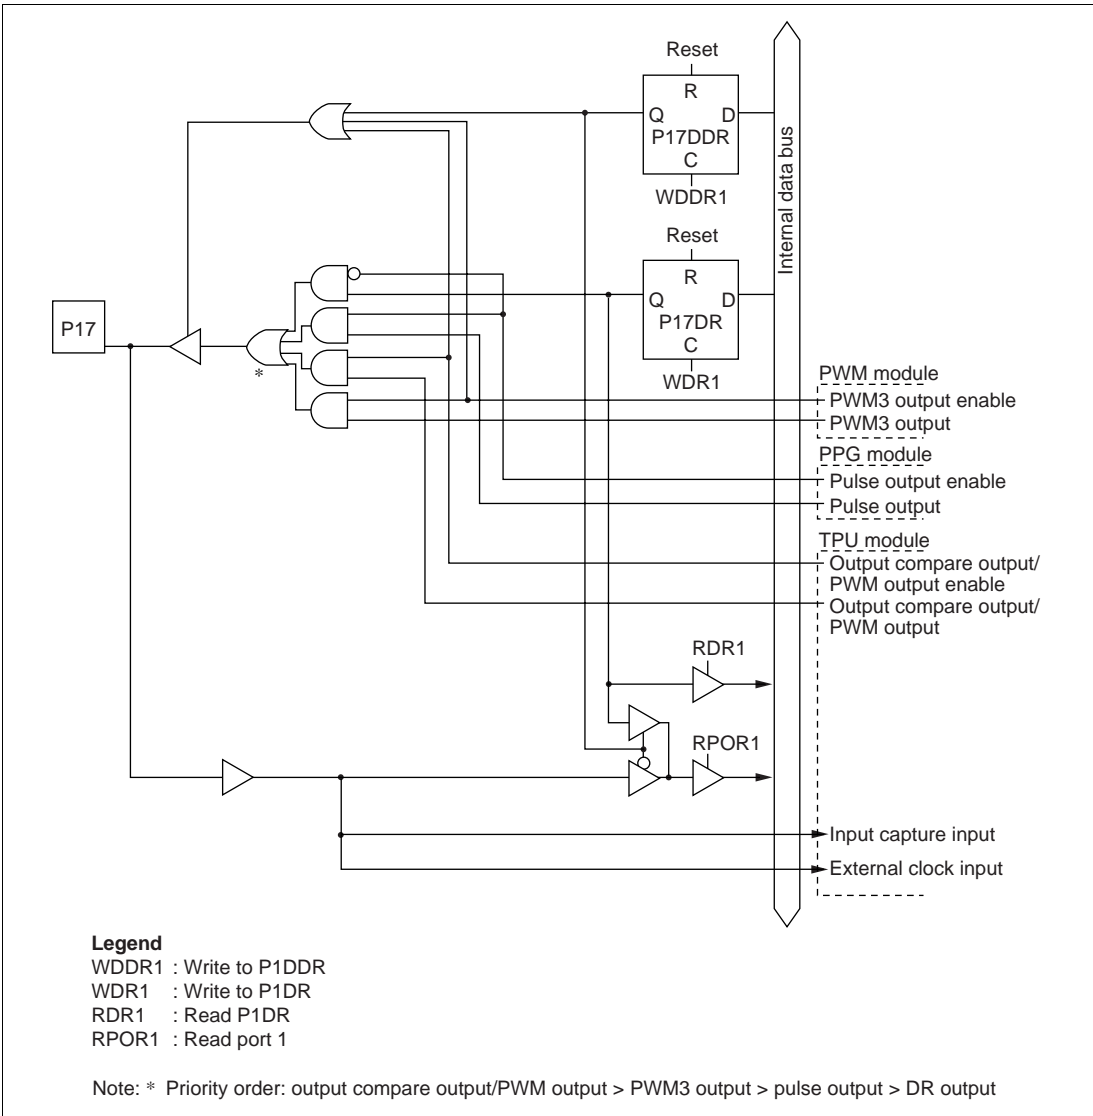 Reset
R
Q D
P17DDR
C
WDDR1
Internal data bus
Reset
R
Q D
P17DR
C
WDR1
P17
*
PWM module
PWM3 output enable
PWM3 output
PPG module
Pulse output enable
Pulse output
TPU module
Output compare output/
PWM output enable
Output compare output/
PWM output
RDR1
RPOR1
Input capture input
External clock input
Legend
WDDR1 : Write to P1DDR
WDR1 : Write to P1DR
RDR1 : Read P1DR
RPOR1 : Read port 1
Note: * Priority order: output compare output/PWM output > PWM3 output > pulse output > DR output